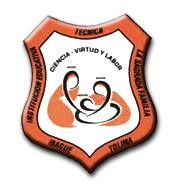 TECNICA
INSTITUCION EDUCATIVA
LA SAGRADA FAMILIA
CIENCIA - VIRTUD Y LABOR
IBAGUE
TOLIMA